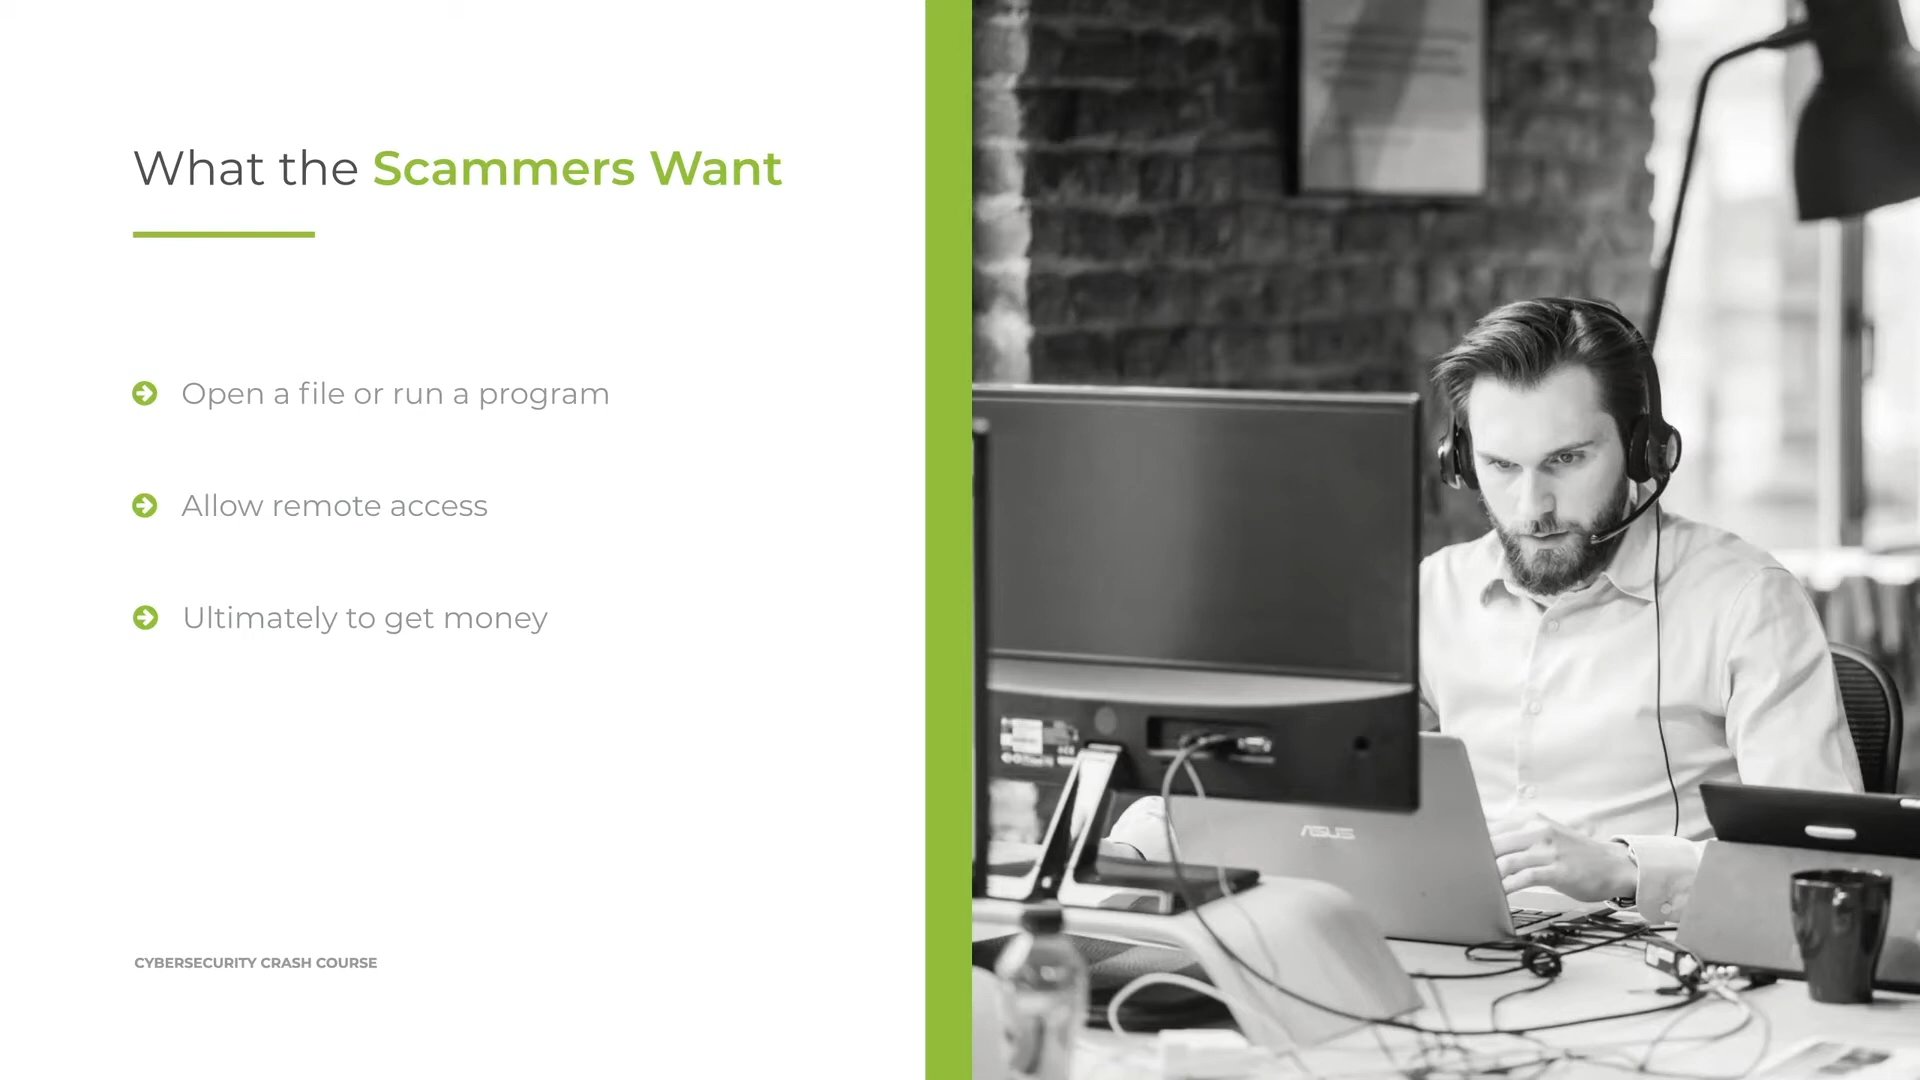 What the Scammers Want
Open a file or run a program
Allow remote access
Ultimately to get money
CYBERSECURITY CRASH COURSE
ASUS